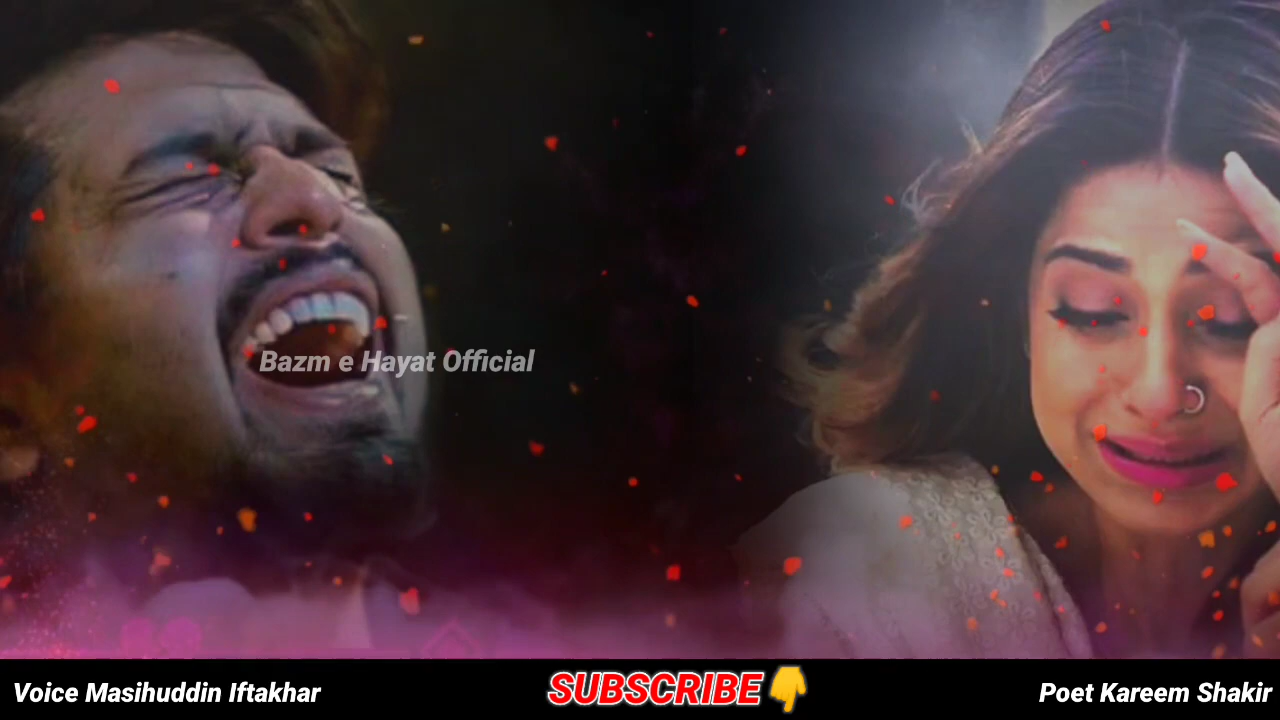 Bazm e Hayat Official
Voice Masihuddin Iftakhar
SUBSCRIBE👇
Poet Kareem Shakir